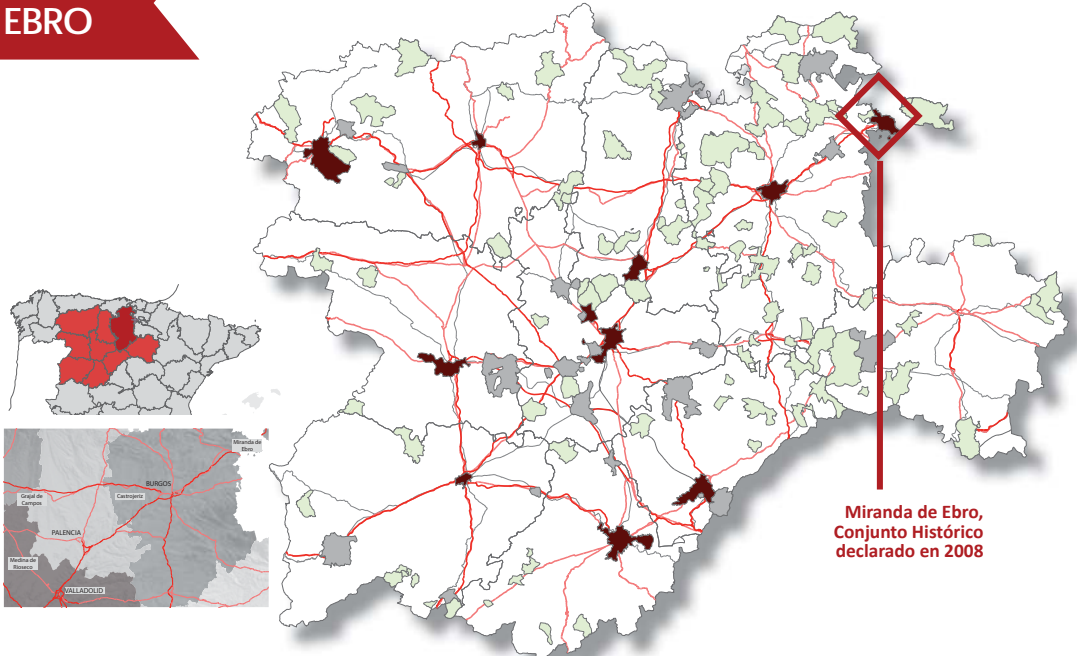 EBRO
Miranda de
Ebro
BURGOS
Grajal de
Campos
Castrojeriz
PALENCIA
Medina de
Rioseco
VALLADOLID
Miranda de Ebro,
Conjunto Histórico
declarado en 2008